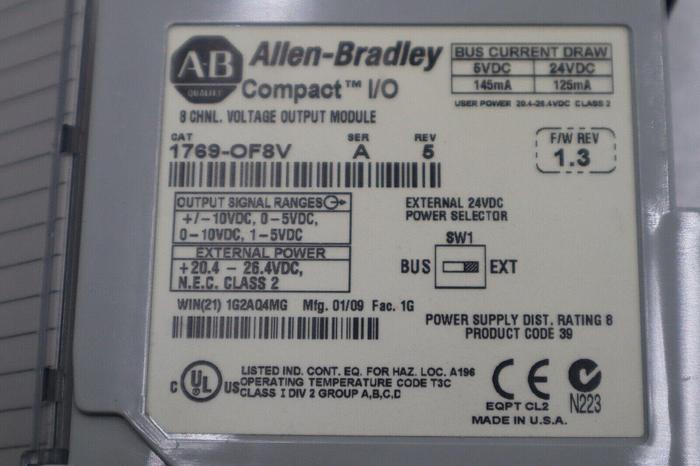 A·B
QUALITY
Allen-Bradley
Compact™ I/O
8 CHNL. VOLTAGE OUTPUT MODULE
BUS CURRENT DRAW
5VDC 24VDC
145mA 125mA
USER POWER 20.4-26.4VDC CLASS 2
CAT SER REV
1769-OF8V A 5
F/W REV
1.3
OUTPUT SIGNAL RANGES
+/-10VDC, 0-5VDC,
0-10VDC, 1-5VDC
EXTERNAL POWER
+20.4 - 26.4VDC,
N.E.C. CLASS 2
EXTERNAL 24VDC
POWER SELECTOR
SW1
BUS EXT
WIN(21) 1G2AQ4MG Mfg. 01/09 Fac. 1G
POWER SUPPLY DIST. RATING 8
PRODUCT CODE 39
C UL US
LISTED IND. CONT. EQ. FOR HAZ. LOC. A196
OPERATING TEMPERATURE CODE T3C
CLASS I DIV 2 GROUP A,B,C,D
CE
EQPT CL2
N223
MADE IN U.S.A.